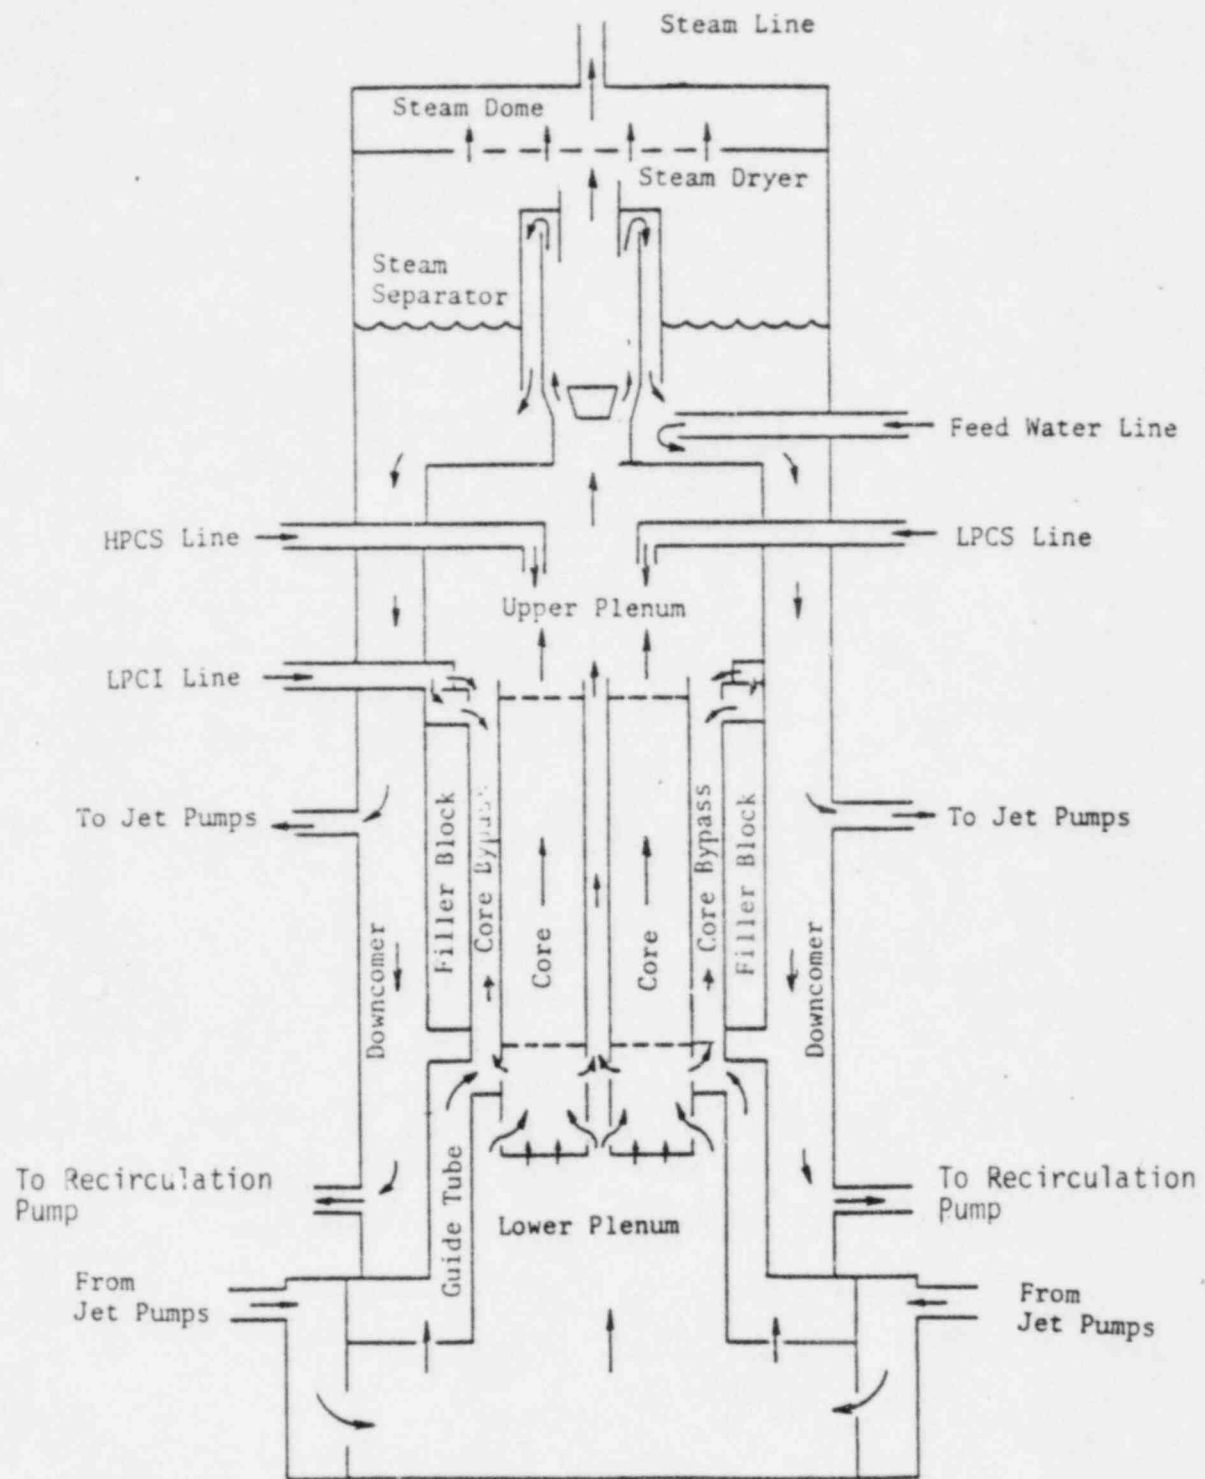 Steam Line
Steam Dome
Steam Dryer
Steam
Separator
Feed Water Line
HPCS Line
LPCS Line
Upper Plenum
LPCI Line
To Jet Pumps
Filler Block
Core Bypass
Core
Core
Core Bypass
Filler Block
To Jet Pumps
Downcomer
Downcomer
To Recirculation
Pump
Guide Tube
Lower Plenum
To Recirculation
Pump
From
Jet Pumps
From
Jet Pumps